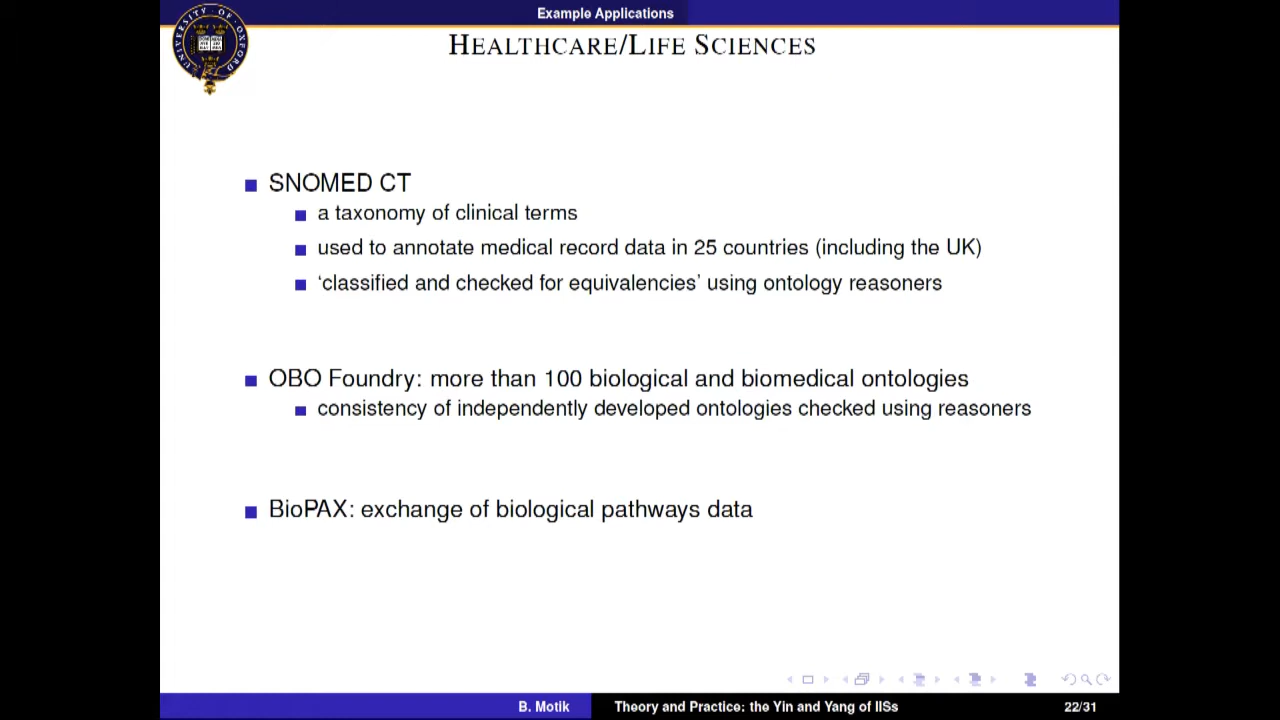 Example Applications
HEALTHCARE/LIFE SCIENCES
UNIVERSITY OF OXFORD
SNOMED CT
a taxonomy of clinical terms
used to annotate medical record data in 25 countries (including the UK)
‘classified and checked for equivalencies’ using ontology reasoners
OBO Foundry: more than 100 biological and biomedical ontologies
consistency of independently developed ontologies checked using reasoners
BioPAX: exchange of biological pathways data
B. Motik Theory and Practice: the Yin and Yang of IISs 22/31